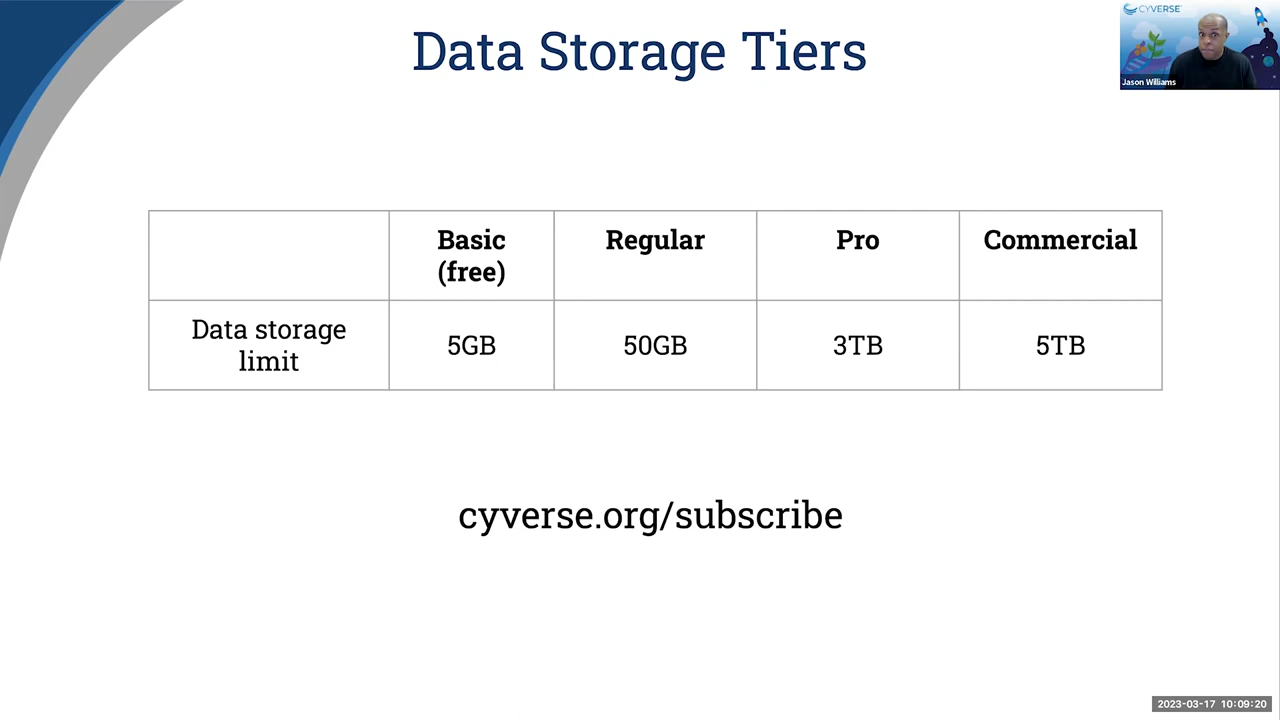 Data Storage Tiers
CYVERSE
Jason Williams
Basic
(free)
Regular
Pro
Commercial
Data storage
limit
5GB
50GB
3TB
5TB
cyverse.org/subscribe
2023-03-17 10:09:20